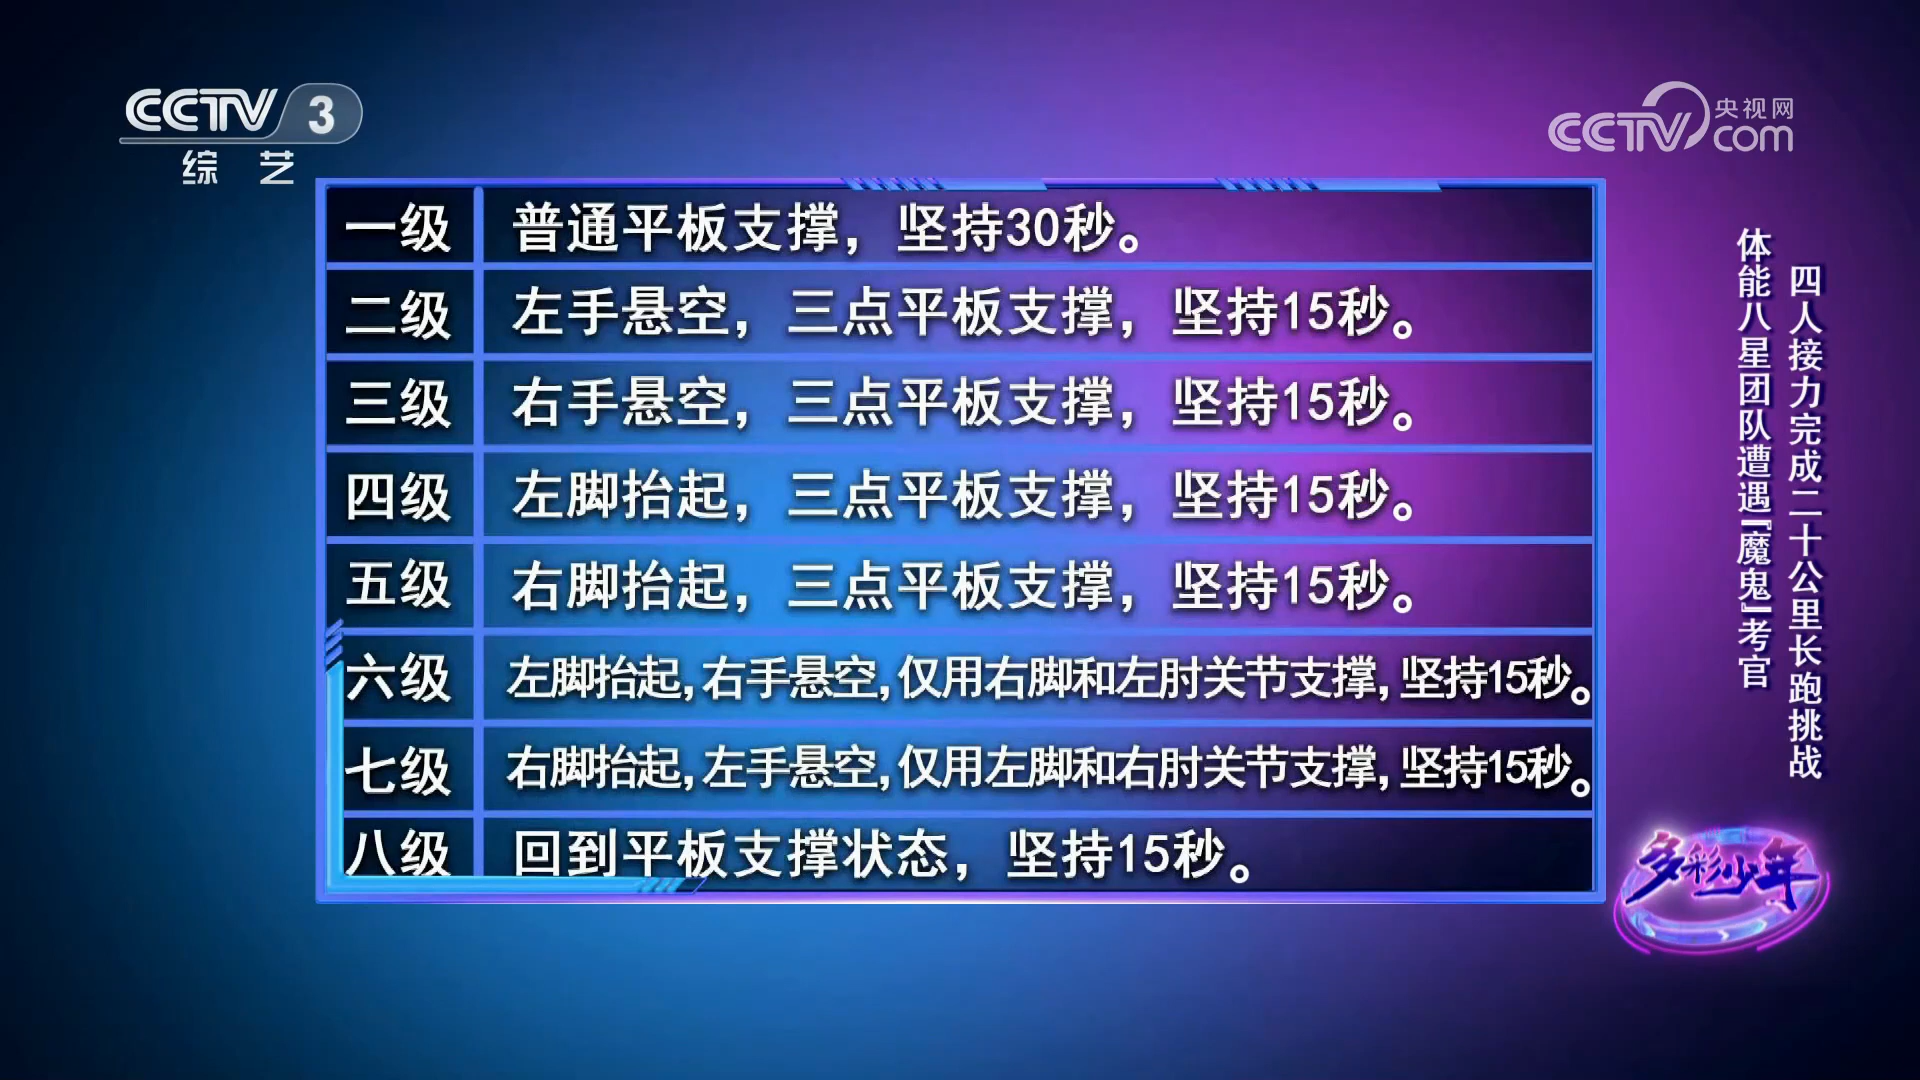 CCTV 3
综艺
CCTV 央视网
com
一级 普通平板支撑，坚持30秒。
二级 左手悬空，三点平板支撑，坚持15秒。
三级 右手悬空，三点平板支撑，坚持15秒。
四级 左脚抬起，三点平板支撑，坚持15秒。
五级 右脚抬起，三点平板支撑，坚持15秒。
六级 左脚抬起,右手悬空,仅用右脚和左肘关节支撑,坚持15秒。
七级 右脚抬起,左手悬空,仅用左脚和右肘关节支撑,坚持15秒。
八级 回到平板支撑状态，坚持15秒。
四人接力完成二十公里长跑挑战
体能八星团队遭遇『魔鬼』考官
多彩少年